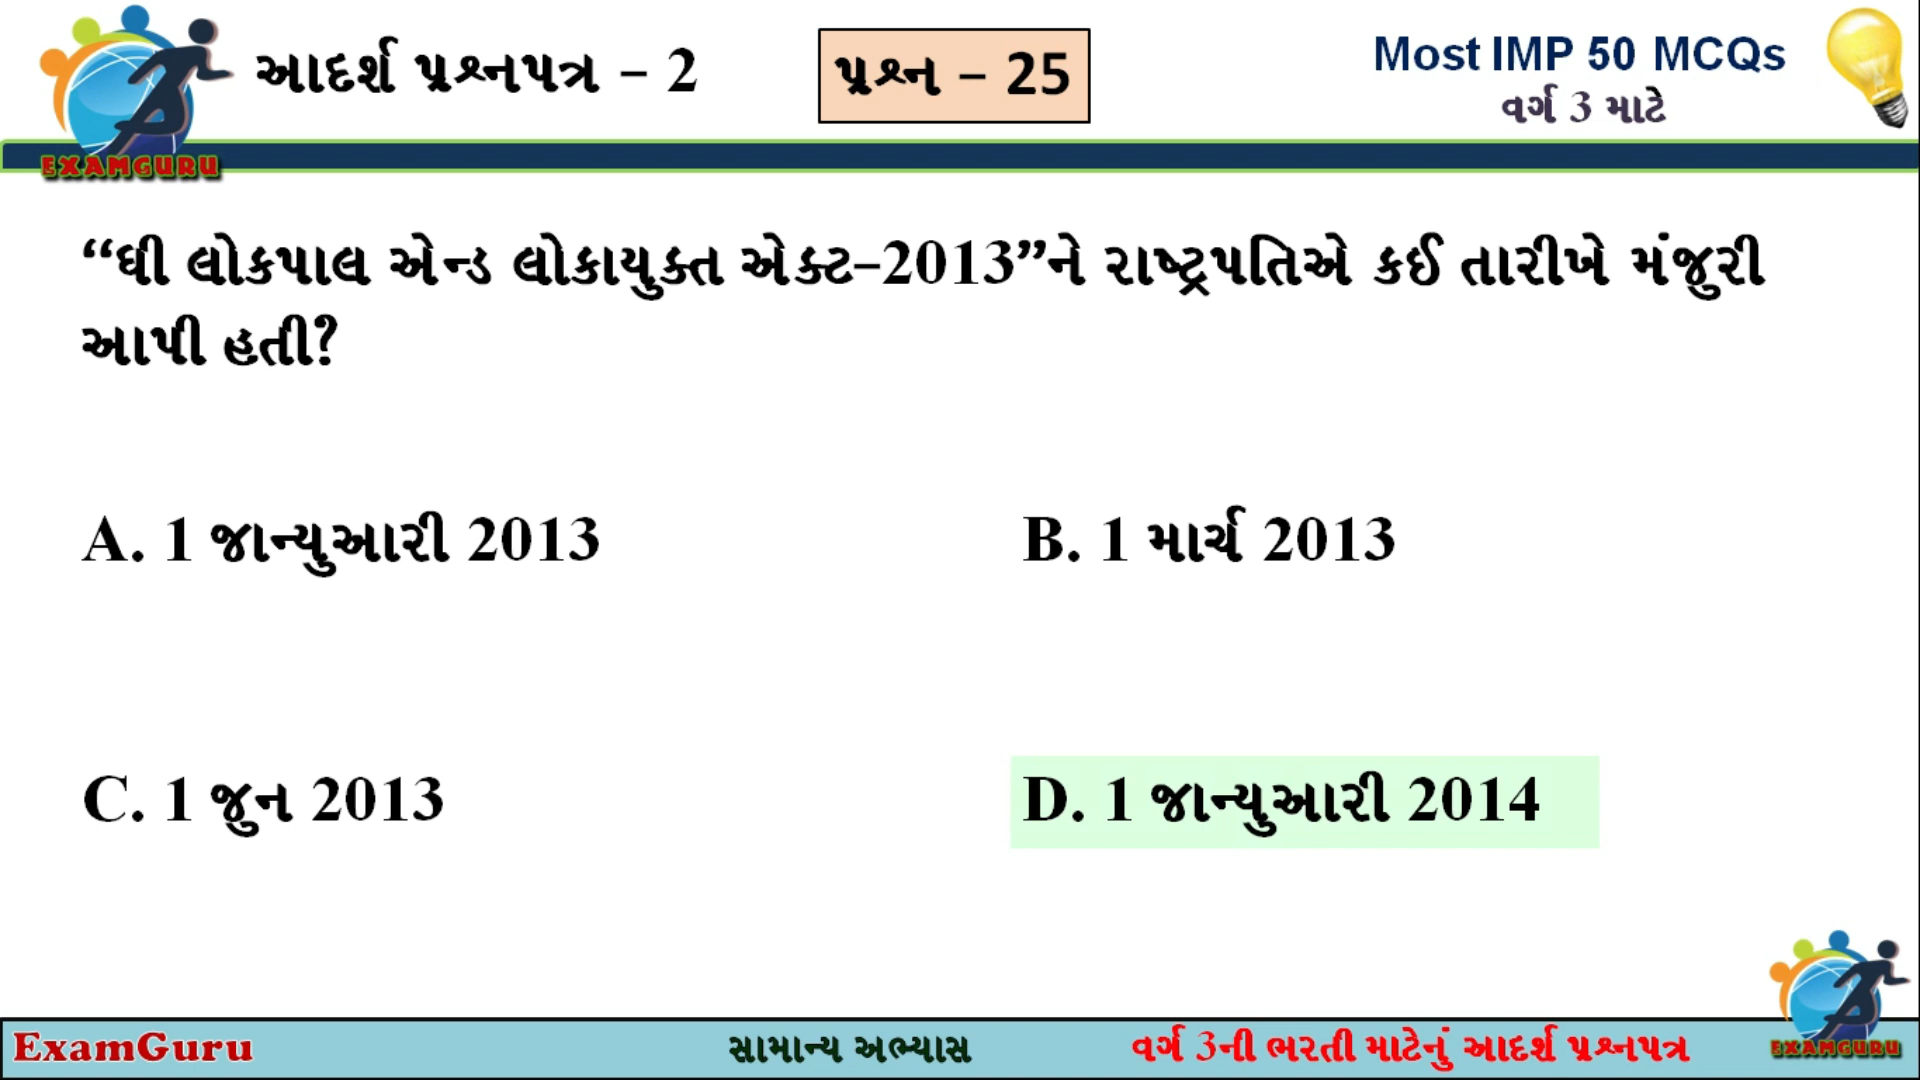 આદર્શ પ્રશ્નપત્ર – 2
પ્રશ્ન – 25
Most IMP 50 MCQs
વર્ગ 3 માટે
EXAMGURU
“ધી લોકપાલ એન્ડ લોકાયુક્ત એક્ટ–2013”ને રાષ્ટ્રપતિએ કઈ તારીખે મંજુરી
આપી હતી?
A. 1 જાન્યુઆરી 2013
B. 1 માર્ચ 2013
C. 1 જુન 2013
D. 1 જાન્યુઆરી 2014
ExamGuru
સામાન્ય અભ્યાસ
વર્ગ 3ની ભરતી માટેનું આદર્શ પ્રશ્નપત્ર
EXAMGURU